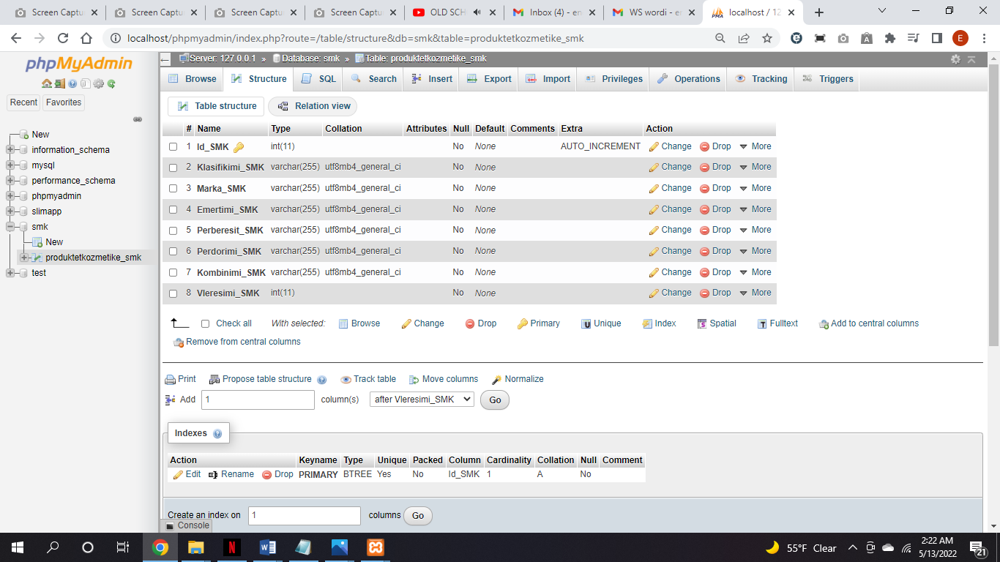 Screen Captu
Screen Captu
Screen Captu
Screen Captu
OLD SCH
Inbox (4) - en
WS wordi - en
localhost / 12
localhost/phpmyadmin/index.php?route=/table/structure&db=smk&table=produktetkozmetike_smk
E
phpMyAdmin
Recent Favorites
New
information_schema
mysql
performance_schema
phpmyadmin
slimapp
smk
New
produktetkozmetike_smk
test
Server: 127.0.0.1 » Database: smk » Table: produktetkozmetike_smk
Browse Structure SQL Search Insert Export Import Privileges Operations Tracking Triggers
Table structure Relation view
# Name Type Collation Attributes Null Default Comments Extra Action
1 Id_SMK int(11) No None AUTO_INCREMENT Change Drop More
2 Klasifikimi_SMK varchar(255) utf8mb4_general_ci No None Change Drop More
3 Marka_SMK varchar(255) utf8mb4_general_ci No None Change Drop More
4 Emertimi_SMK varchar(255) utf8mb4_general_ci No None Change Drop More
5 Perberesit_SMK varchar(255) utf8mb4_general_ci No None Change Drop More
6 Perdorimi_SMK varchar(255) utf8mb4_general_ci No None Change Drop More
7 Kombinimi_SMK varchar(255) utf8mb4_general_ci No None Change Drop More
8 Vleresimi_SMK int(11) No None Change Drop More
Check all With selected: Browse Change Drop Primary Unique Index Spatial Fulltext Add to central columns
Remove from central columns
Print Propose table structure Track table Move columns Normalize
Add 1 column(s) after Vleresimi_SMK Go
Indexes
Action Keyname Type Unique Packed Column Cardinality Collation Null Comment
Edit Rename Drop PRIMARY BTREE Yes No Id_SMK 1 A No
Create an index on 1 columns Go
Console
55°F Clear
2:22 AM
5/13/2022
21